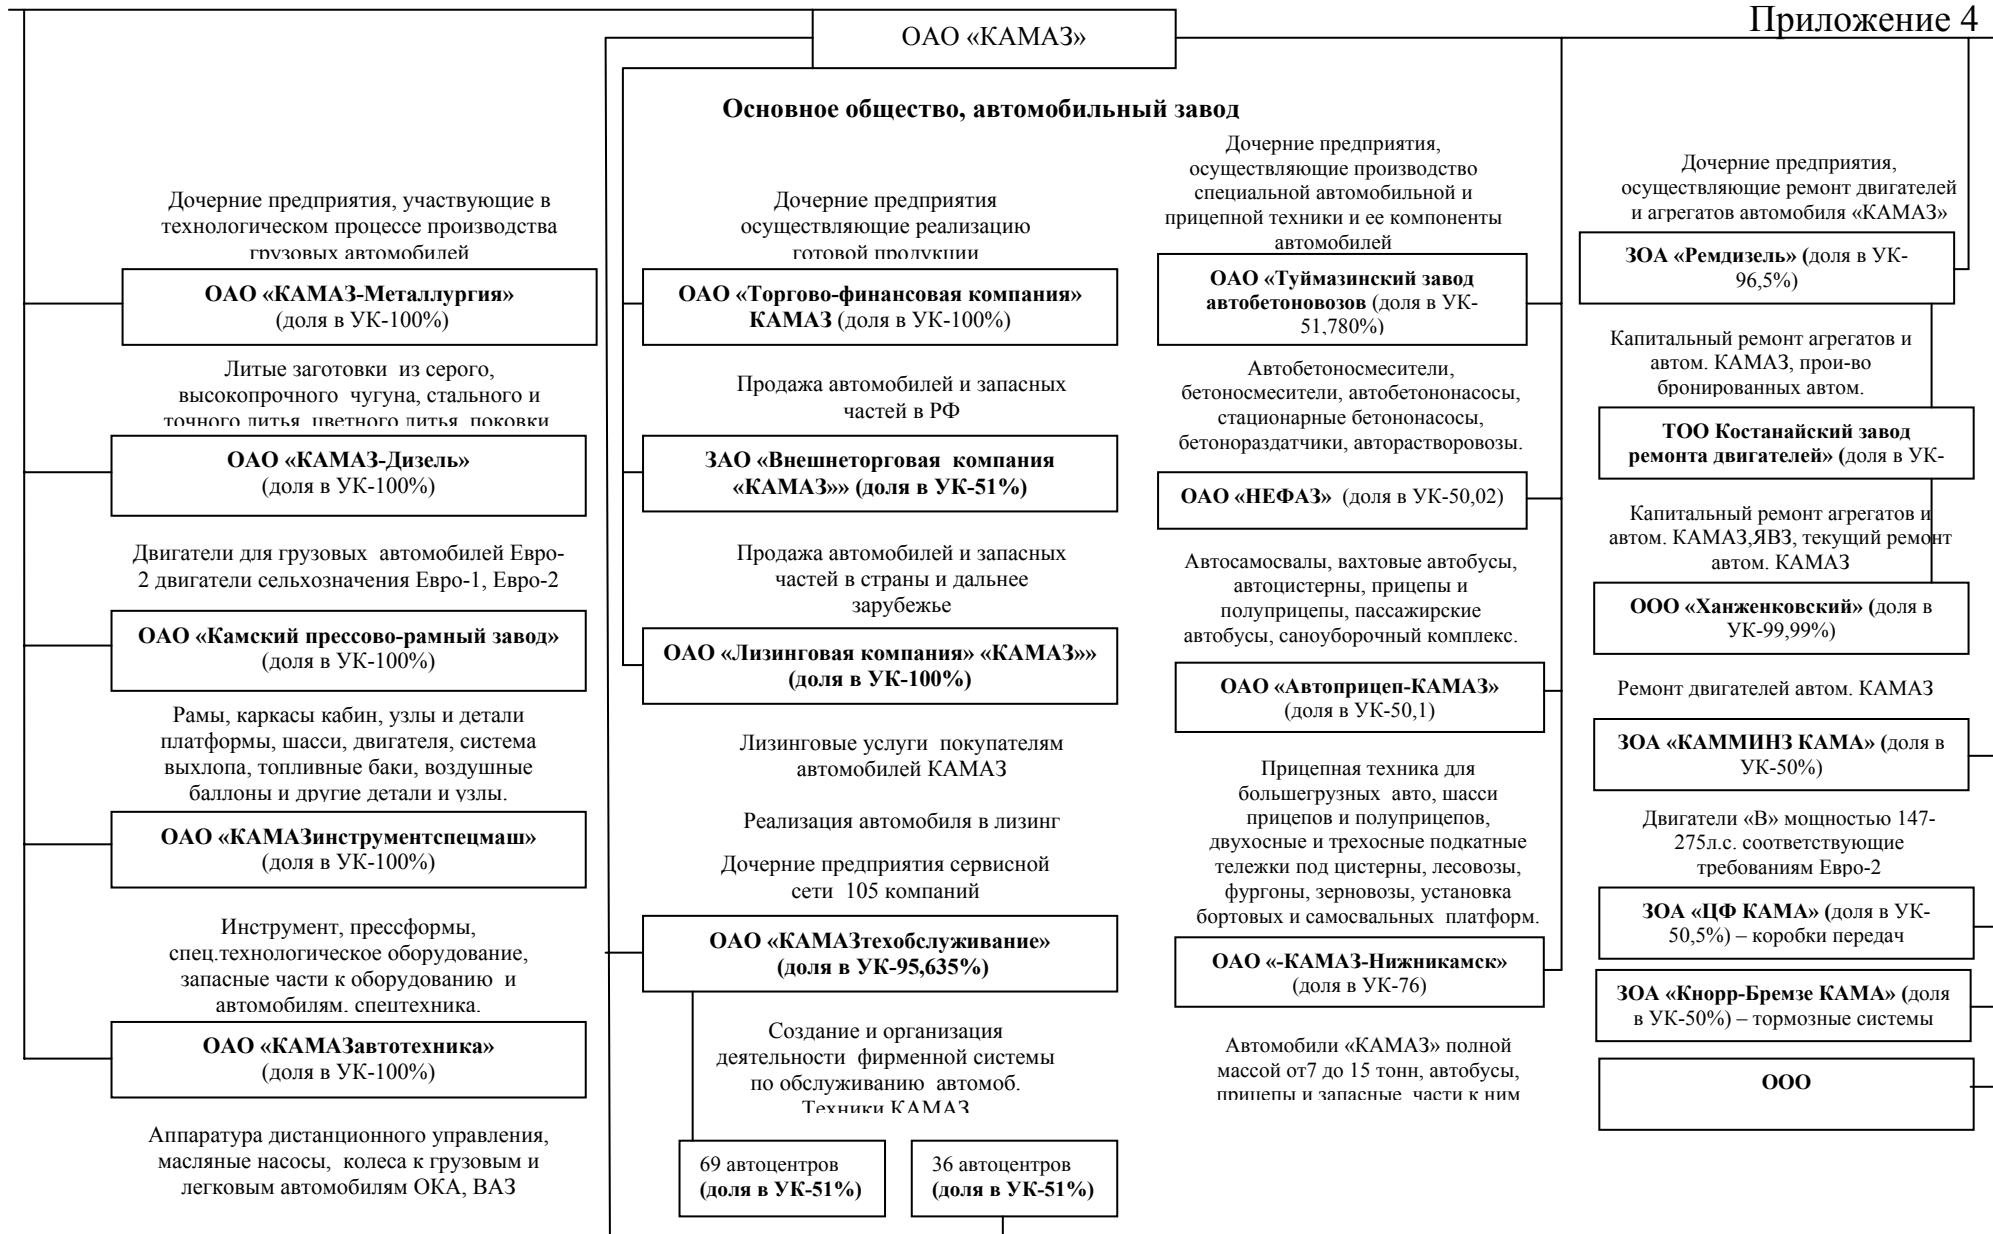 Приложение 4
ОАО «КАМАЗ»
Основное общество, автомобильный завод
Дочерние предприятия, участвующие в
технологическом процессе производства
грузовых автомобилей
ОАО «КАМАЗ-Металлургия»
(доля в УК-100%)
Литые заготовки из серого,
высокопрочного чугуна, стального и
точного литья, цветного литья, поковки
ОАО «КАМАЗ-Дизель»
(доля в УК-100%)
Двигатели для грузовых автомобилей Евро-
2 двигатели сельхозначения Евро-1, Евро-2
ОАО «Камский прессово-рамный завод»
(доля в УК-100%)
Рамы, каркасы кабин, узлы и детали
платформы, шасси, двигателя, система
выхлопа, топливные баки, воздушные
баллоны и другие детали и узлы.
ОАО «КАМАЗинструментспецмаш»
(доля в УК-100%)
Инструмент, прессформы,
спец.технологическое оборудование,
запасные части к оборудованию и
автомобилям, спецтехника.
ОАО «КАМАЗавтотехника»
(доля в УК-100%)
Аппаратура дистанционного управления,
масляные насосы, колеса к грузовым и
легковым автомобилям ОКА, ВАЗ
Дочерние предприятия
осуществляющие реализацию
готовой продукции
ОАО «Торгово-финансовая компания»
КАМАЗ (доля в УК-100%)
Продажа автомобилей и запасных
частей в РФ
ЗАО «Внешнеторговая компания
«КАМАЗ»» (доля в УК-51%)
Продажа автомобилей и запасных
частей в страны и дальнее
зарубежье
ОАО «Лизинговая компания» «КАМАЗ»»
(доля в УК-100%)
Лизинговые услуги покупателям
автомобилей КАМАЗ
Реализация автомобиля в лизинг
Дочерние предприятия сервисной
сети 105 компаний
ОАО «КАМАЗтехобслуживание»
(доля в УК-95,635%)
Создание и организация
деятельности фирменной системы
по обслуживанию автомоб.
Техники КАМАЗ
69 автоцентров
(доля в УК-51%)
36 автоцентров
(доля в УК-51%)
Дочерние предприятия,
осуществляющие производство
специальной автомобильной и
прицепной техники и ее компоненты
автомобилей
ОАО «Туймазинский завод
автобетоновозов (доля в УК-
51,780%)
Автобетоносмесители,
бетоносмесители, автобетононасосы,
стационарные бетононасосы,
бетонораздатчики, авторастворовозы.
ОАО «НЕФАЗ» (доля в УК-50,02)
Автосамосвалы, вахтовые автобусы,
автоцистерны, прицепы и
полуприцепы, пассажирские
автобусы, саноуборочный комплекс.
ОАО «Автоприцеп-КАМАЗ»
(доля в УК-50,1)
Прицепная техника для
большегрузных авто, шасси
прицепов и полуприцепов,
двухосные и трехосные подкатные
тележки под цистерны, лесовозы,
фургоны, зерновозы, установка
бортовых и самосвальных платформ.
ОАО «-КАМАЗ-Нижникамск»
(доля в УК-76)
Автомобили «КАМАЗ» полной
массой от7 до 15 тонн, автобусы,
прицепы и запасные части к ним
Дочерние предприятия,
осуществляющие ремонт двигателей
и агрегатов автомобиля «КАМАЗ»
ЗОА «Ремдизель» (доля в УК-
96,5%)
Капитальный ремонт агрегатов и
автом. КАМАЗ, прои-во
бронированных автом.
ТОО Костанайский завод
ремонта двигателей» (доля в УК-
Капитальный ремонт агрегатов и
автом. КАМАЗ,ЯВЗ, текущий ремонт
автом. КАМАЗ
ООО «Ханженковский» (доля в
УК-99,99%)
Ремонт двигателей автом. КАМАЗ
ЗОА «КАММИНЗ КАМА» (доля в
УК-50%)
Двигатели «В» мощностью 147-
275л.с. соответствующие
требованиям Евро-2
ЗОА «ЦФ КАМА» (доля в УК-
50,5%) – коробки передач
ЗОА «Кнорр-Бремзе КАМА» (доля
в УК-50%) – тормозные системы
ООО